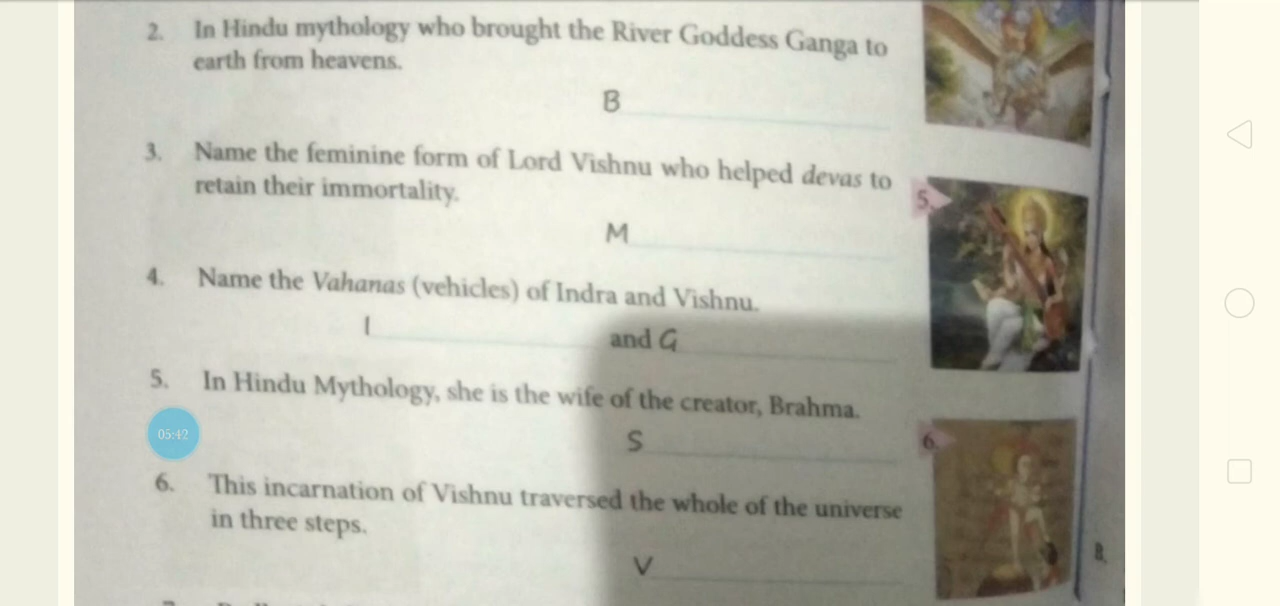 2. In Hindu mythology who brought the River Goddess Ganga to
earth from heavens.
B
3. Name the feminine form of Lord Vishnu who helped devas to
retain their immortality.
M
4. Name the Vahanas (vehicles) of Indra and Vishnu.
I and G
5. In Hindu Mythology, she is the wife of the creator, Brahma.
S
6. This incarnation of Vishnu traversed the whole of the universe
in three steps.
V
5.
6.
8.
05:42